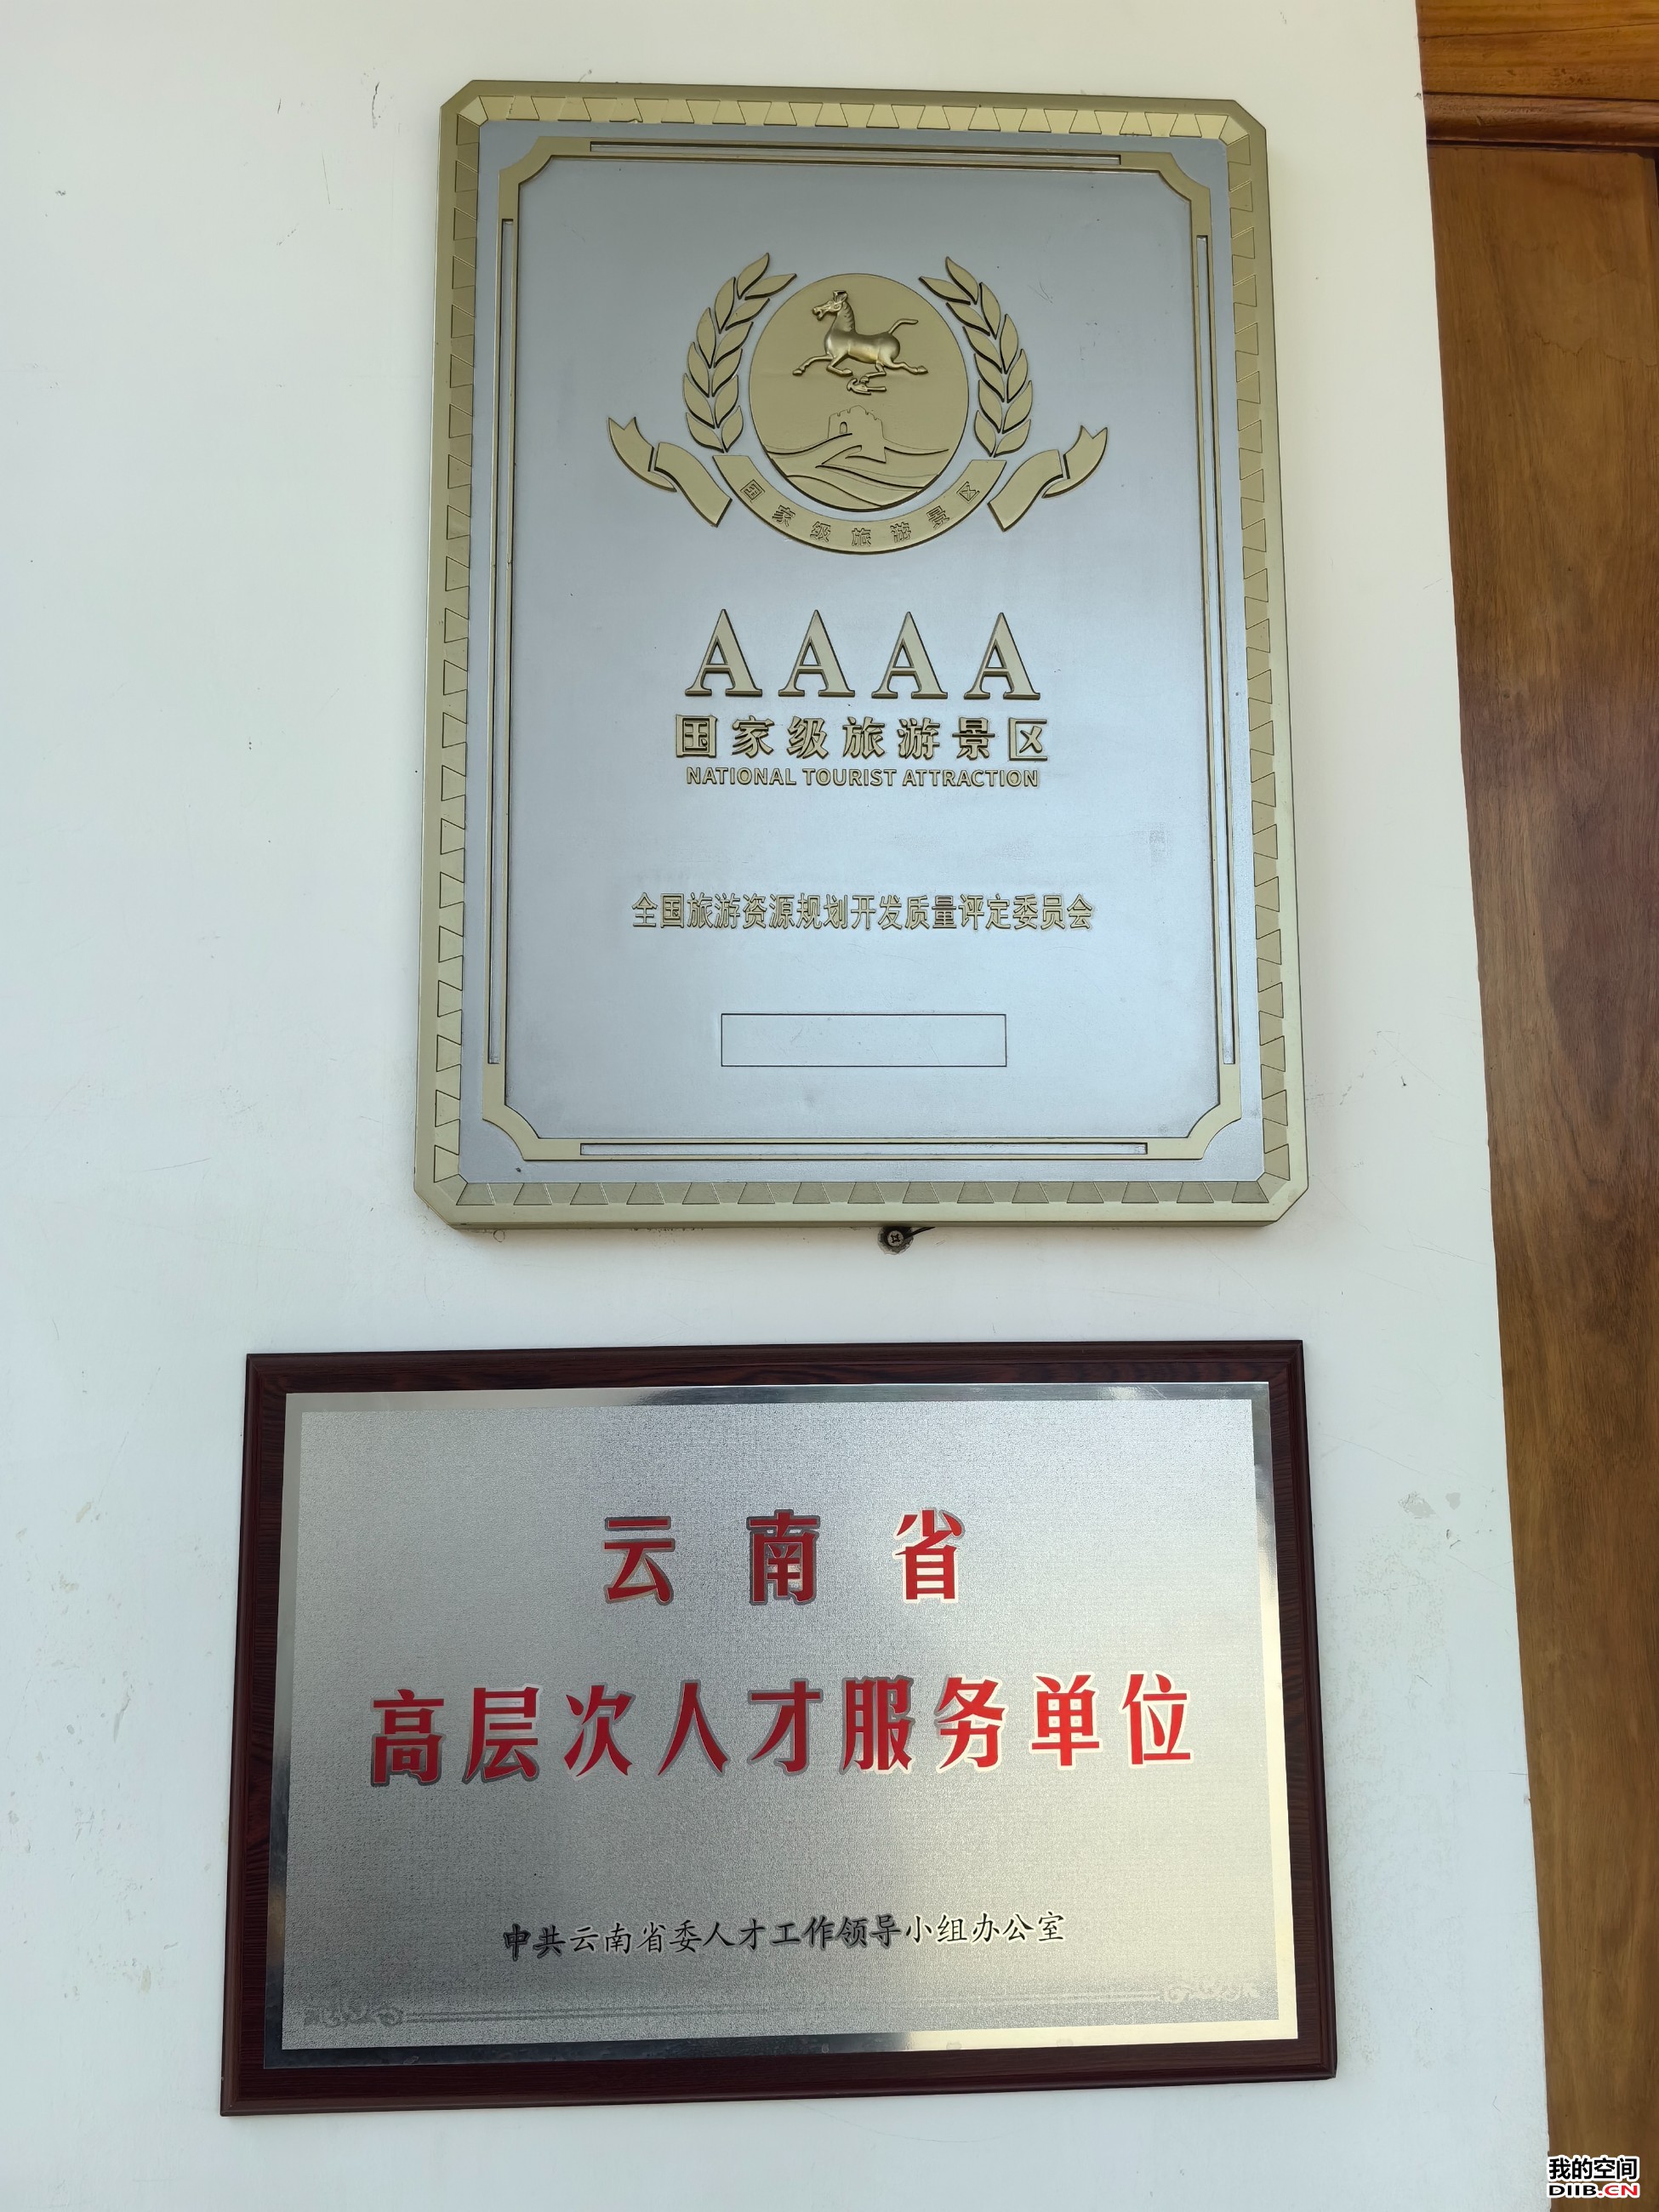 国家级旅游景区
AAAA
国家级旅游景区
NATIONAL TOURIST ATTRACTION
全国旅游资源规划开发质量评定委员会
云南省
高层次人才服务单位
中共云南省委人才工作领导小组办公室
我的空间
DIIB.CN